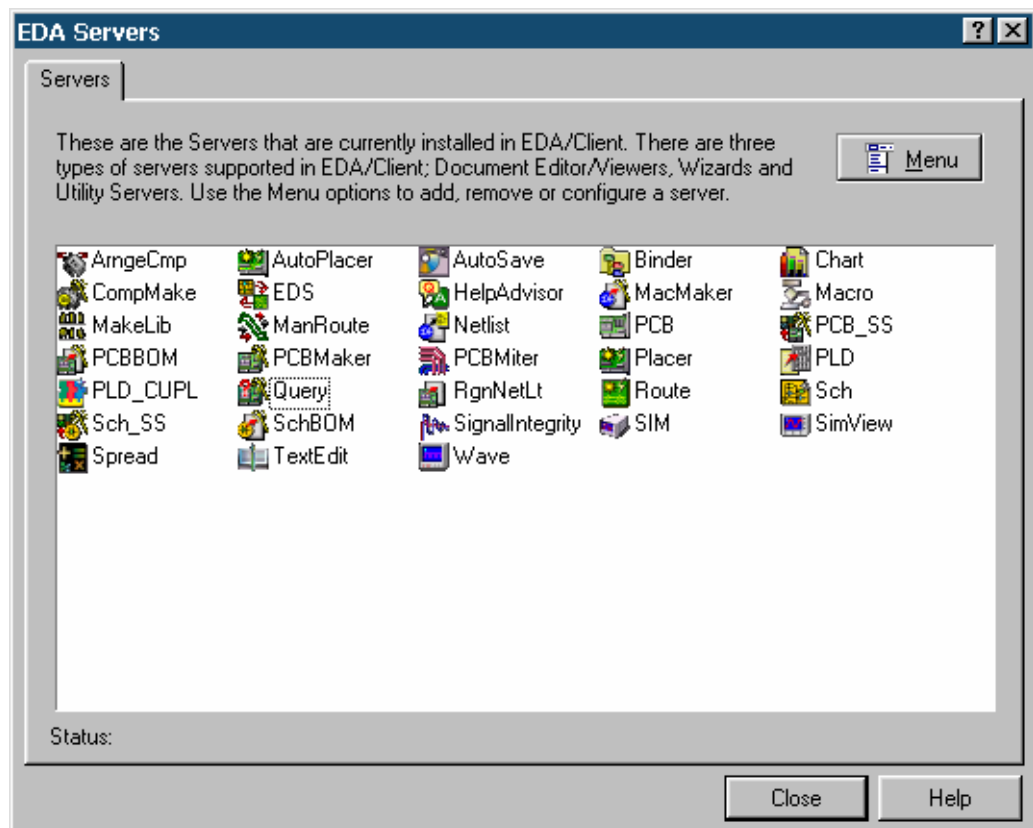 EDA Servers
Servers
These are the Servers that are currently installed in EDA/Client. There are three
types of servers supported in EDA/Client; Document Editor/Viewers, Wizards and
Utility Servers. Use the Menu options to add, remove or configure a server.
Menu
ArngeCmp AutoPlacer AutoSave Binder Chart
CompMake EDS HelpAdvisor MacMaker Macro
MakeLib ManRoute Netlist PCB PCB_SS
PCBBOM PCBMaker PCBMiter Placer PLD
PLD_CUPL Query RgnNetLt Route Sch
Sch_SS SchBOM SignalIntegrity SIM SimView
Spread TextEdit Wave
Status:
Close Help